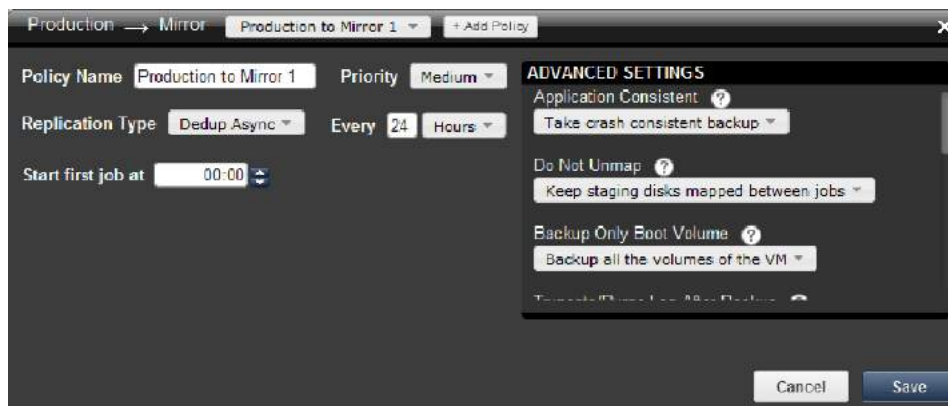 Production → Mirror Production to Mirror 1 + Add Policy
Policy Name Production to Mirror 1 Priority Medium
Replication Type Dedup Async Every 24 Hours
Start first job at 00:00
ADVANCED SETTINGS
Application Consistent ?
Take crash consistent backup
Do Not Unmap ?
Keep staging disks mapped between jobs
Backup Only Boot Volume ?
Backup all the volumes of the VM
Cancel Save